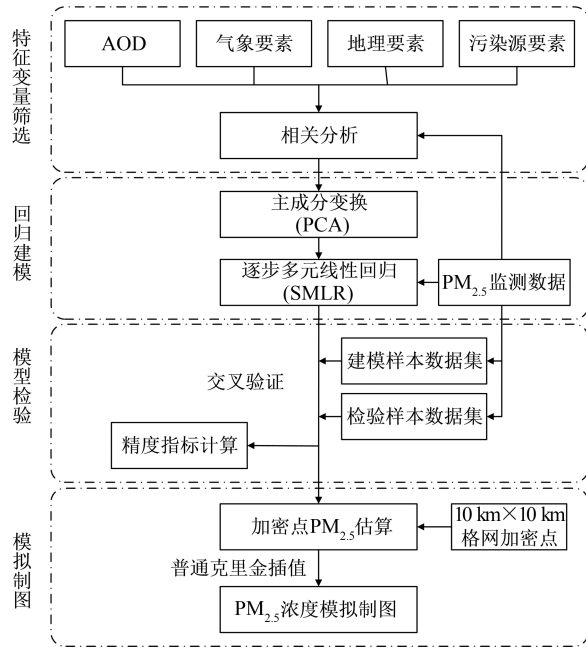 特征变量筛选
AOD
气象要素
地理要素
污染源要素
相关分析
回归建模
主成分变换
(PCA)
逐步多元线性回归
(SMLR)
PM2.5监测数据
模型检验
建模样本数据集
交叉验证
检验样本数据集
精度指标计算
模拟制图
加密点PM2.5估算
10 km×10 km
格网加密点
普通克里金插值
PM2.5浓度模拟制图